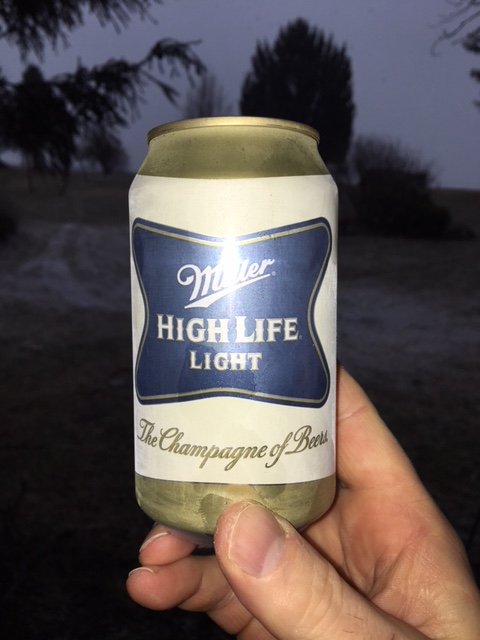 Miller
HIGH LIFE
LIGHT
The Champagne of Beers